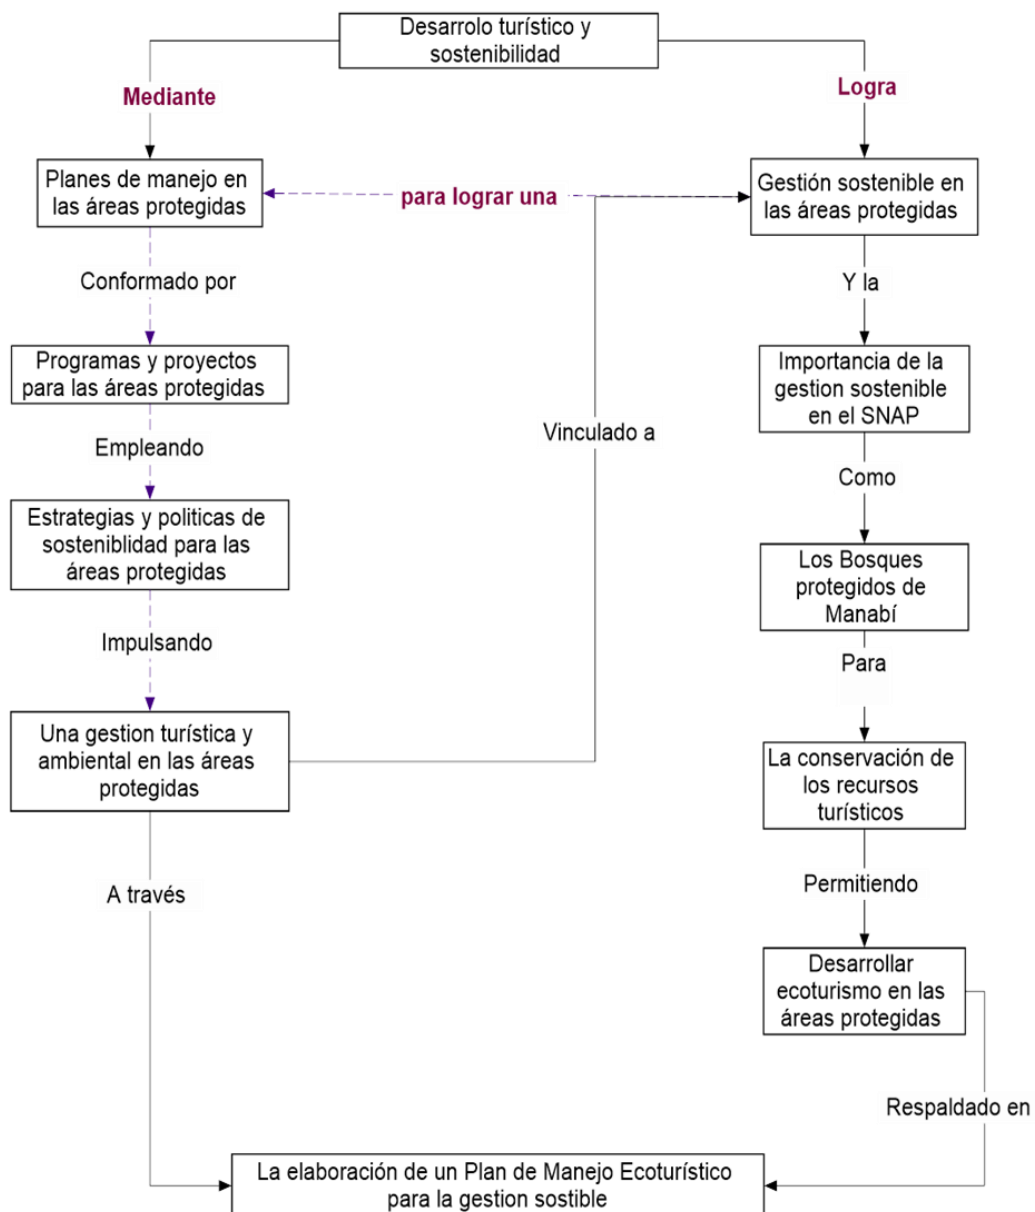 Desarrolo turístico y
sostenibilidad
Mediante
Logra
Planes de manejo en
las áreas protegidas
para lograr una
Gestión sostenible en
las áreas protegidas
Conformado por
Y la
Programas y proyectos
para las áreas protegidas
Importancia de la
gestion sostenible
en el SNAP
Empleando
Vinculado a
Como
Estrategias y politicas de
sosteniblidad para las
áreas protegidas
Los Bosques
protegidos de
Manabí
Impulsando
Para
Una gestion turística y
ambiental en las áreas
protegidas
La conservación de
los recursos
turísticos
A través
Permitiendo
Desarrollar
ecoturismo en las
áreas protegidas
Respaldado en
La elaboración de un Plan de Manejo Ecoturístico
para la gestion sostible